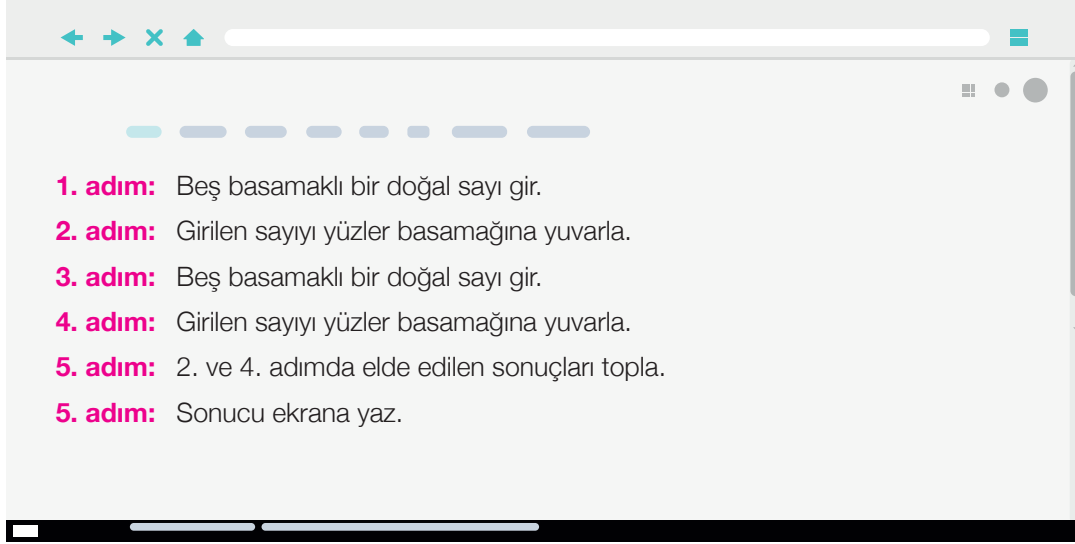 1. adım: Beş basamaklı bir doğal sayı gir.
2. adım: Girilen sayıyı yüzler basamağına yuvarla.
3. adım: Beş basamaklı bir doğal sayı gir.
4. adım: Girilen sayıyı yüzler basamağına yuvarla.
5. adım: 2. ve 4. adımda elde edilen sonuçları topla.
5. adım: Sonucu ekrana yaz.